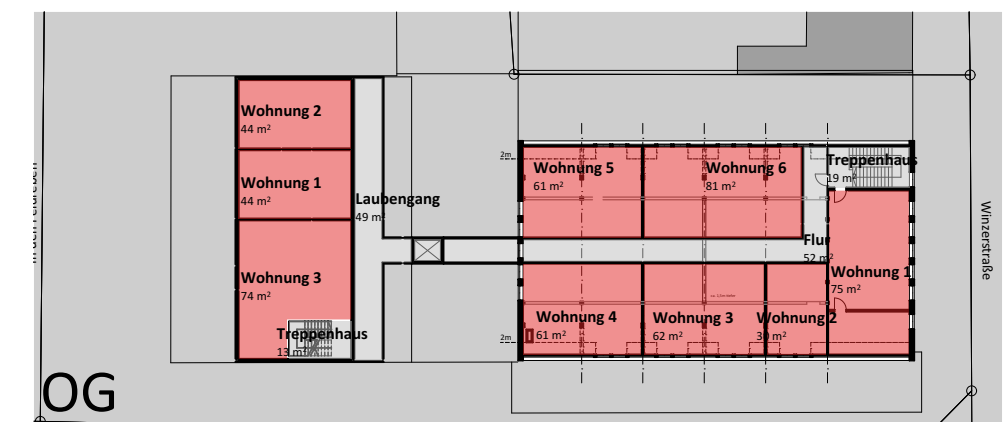 Wohnung 2
44 m²
Wohnung 1
44 m²
Laubengang
49 m²
Wohnung 3
74 m²
Treppenhaus
13 m²
OG
2m
Wohnung 5
61 m²
Wohnung 6
81 m²
Treppenhaus
19 m²
Flur
52 m²
Wohnung 1
75 m²
Wohnung 4
61 m²
Wohnung 3
62 m²
Wohnung 2
2m
Winzerstraße